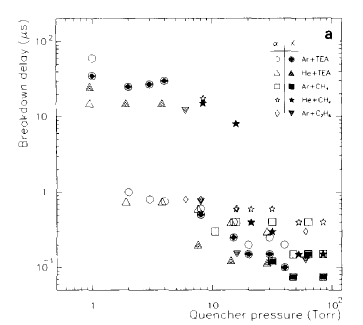 a
α x
Ar+TEA
He+TEA
Ar+CH₄
He+CH₄
Ar+C₂H₆
Breakdown delay (μs)
10²
10
1
10⁻¹
1 10 10²
Quencher pressure (Torr)